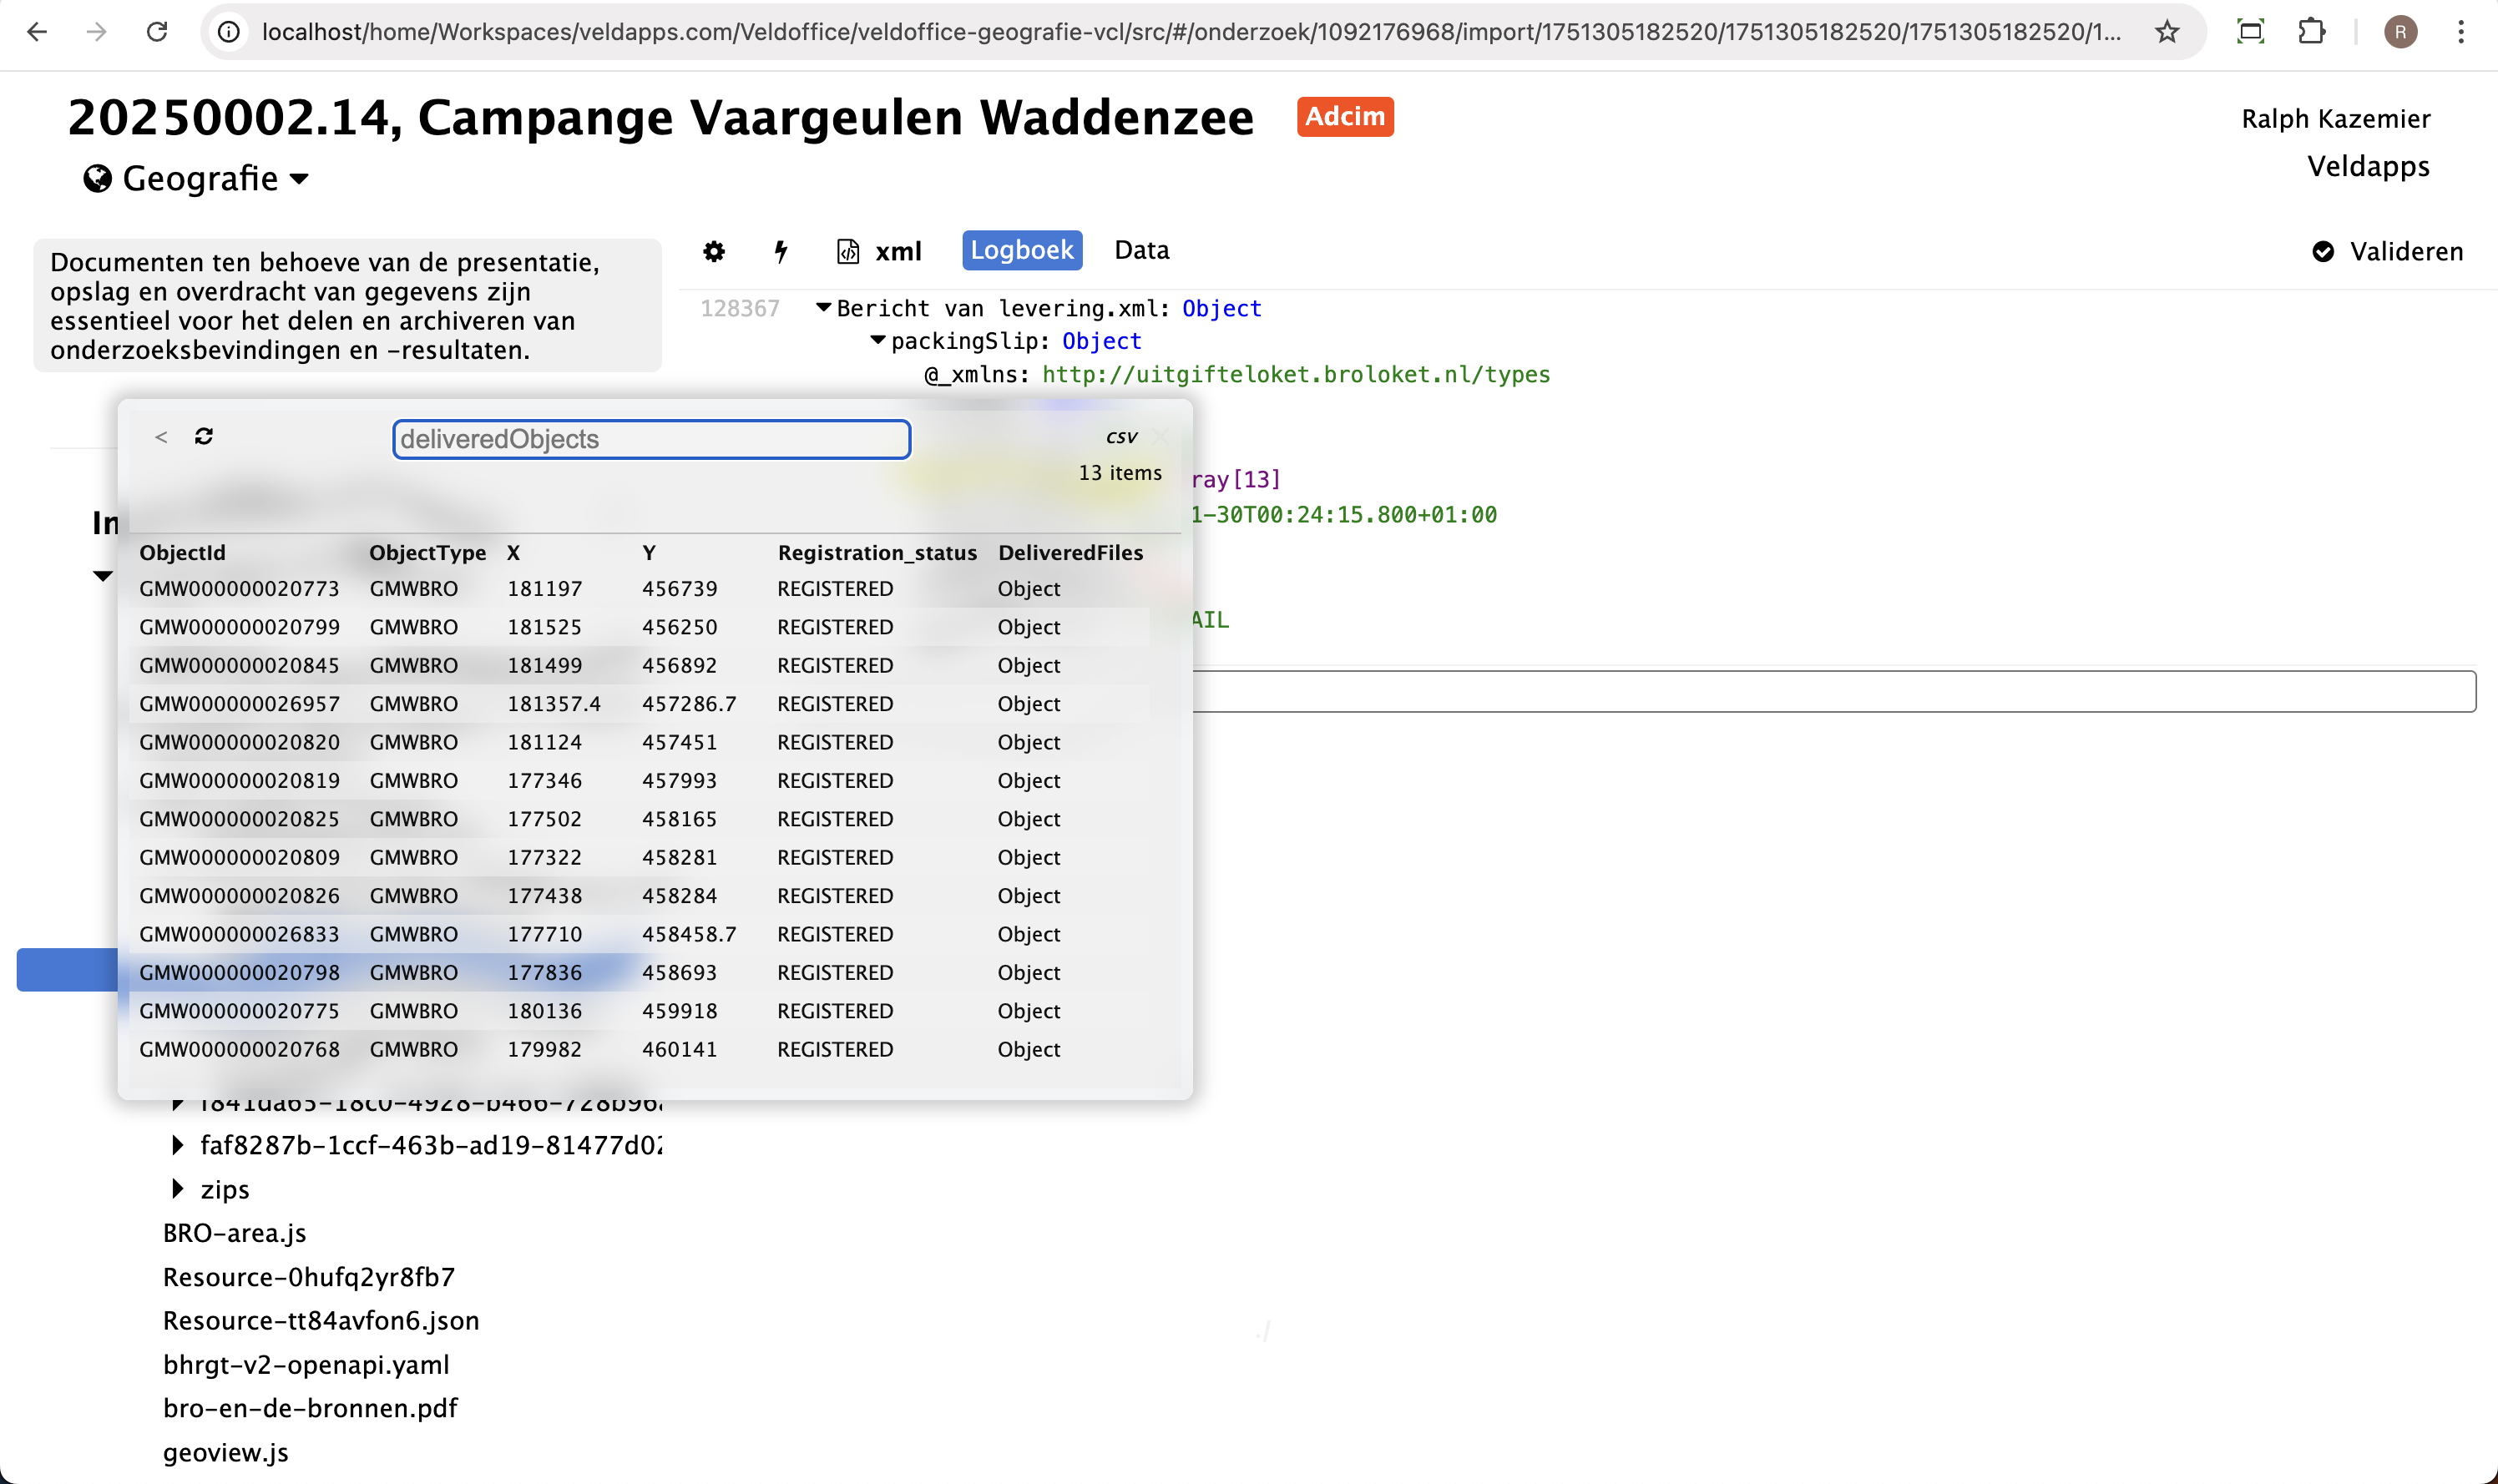 localhost/home/Workspaces/veldapps.com/Veldoffice/veldoffice-geografie-vcl/src/#/onderzoek/1092176968/import/1751305182520/1751305182520/1751305182520/1...
R
20250002.14, Campange Vaargeulen Waddenzee Adcim
Ralph Kazemier
Geografie
Veldapps
Documenten ten behoeve van de presentatie,
opslag en overdracht van gegevens zijn
essentieel voor het delen en archiveren van
onderzoeksbevindingen en -resultaten.
xml Logboek Data Valideren
128367 Bericht van levering.xml: Object
packingSlip: Object
@_xmlns: http://uitgifteloket.broloket.nl/types
< deliveredObjects csv
13 items
ray[13]
1-30T00:24:15.800+01:00
In
ObjectId ObjectType X Y Registration_status DeliveredFiles
GMW000000020773 GMWBRO 181197 456739 REGISTERED Object
GMW000000020799 GMWBRO 181525 456250 REGISTERED Object
AIL
GMW000000020845 GMWBRO 181499 456892 REGISTERED Object
GMW000000026957 GMWBRO 181357.4 457286.7 REGISTERED Object
GMW000000020820 GMWBRO 181124 457451 REGISTERED Object
GMW000000020819 GMWBRO 177346 457993 REGISTERED Object
GMW000000020825 GMWBRO 177502 458165 REGISTERED Object
GMW000000020809 GMWBRO 177322 458281 REGISTERED Object
GMW000000020826 GMWBRO 177438 458284 REGISTERED Object
GMW000000026833 GMWBRO 177710 458458.7 REGISTERED Object
GMW000000020798 GMWBRO 177836 458693 REGISTERED Object
GMW000000020775 GMWBRO 180136 459918 REGISTERED Object
GMW000000020768 GMWBRO 179982 460141 REGISTERED Object
faf8287b-1ccf-463b-ad19-81477d02
zips
BRO-area.js
Resource-0hufq2yr8fb7
Resource-tt84avfon6.json
./
bhrgt-v2-openapi.yaml
bro-en-de-bronnen.pdf
geoview.js